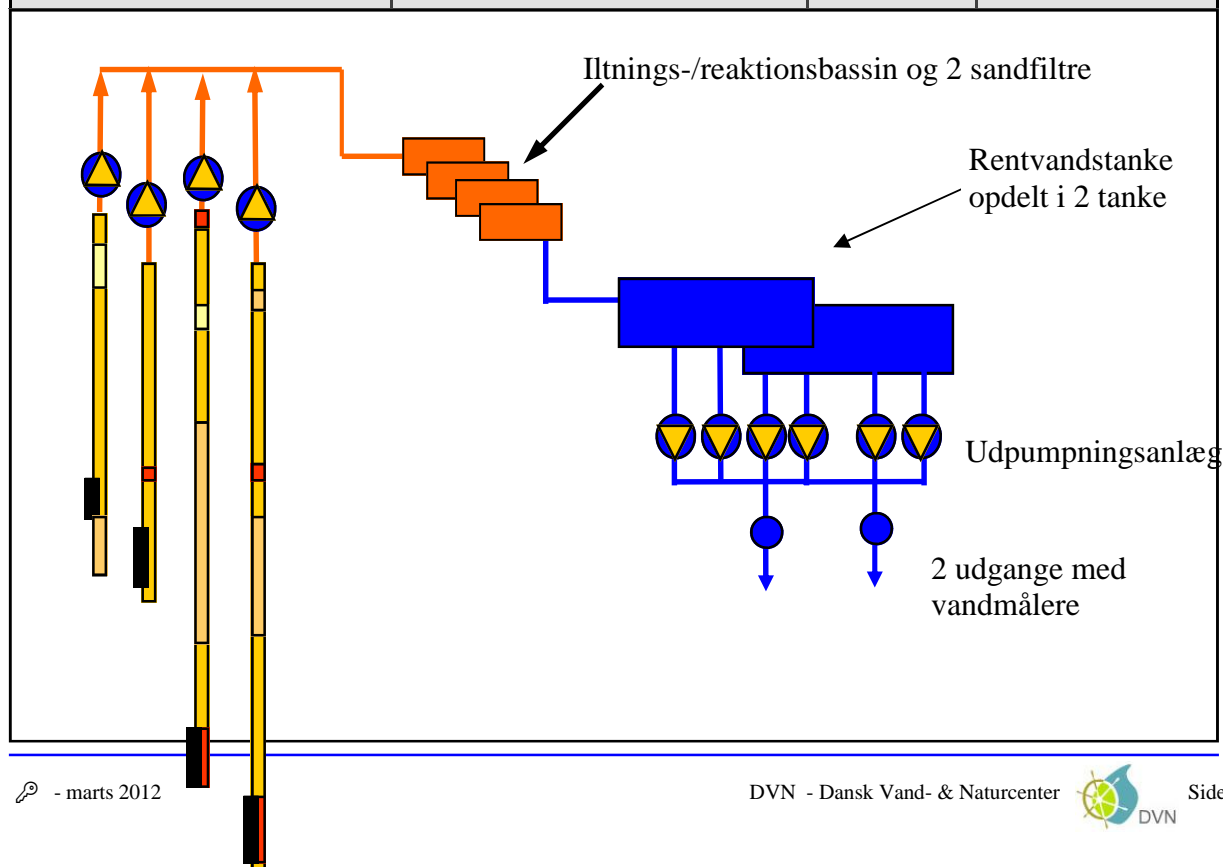 Iltnings-/reaktionsbassin og 2 sandfiltre
Rentvandstanke
opdelt i 2 tanke
Udpumpningsanlæg
2 udgange med
vandmålere
- marts 2012
DVN - Dansk Vand- & Naturcenter
DVN
Side